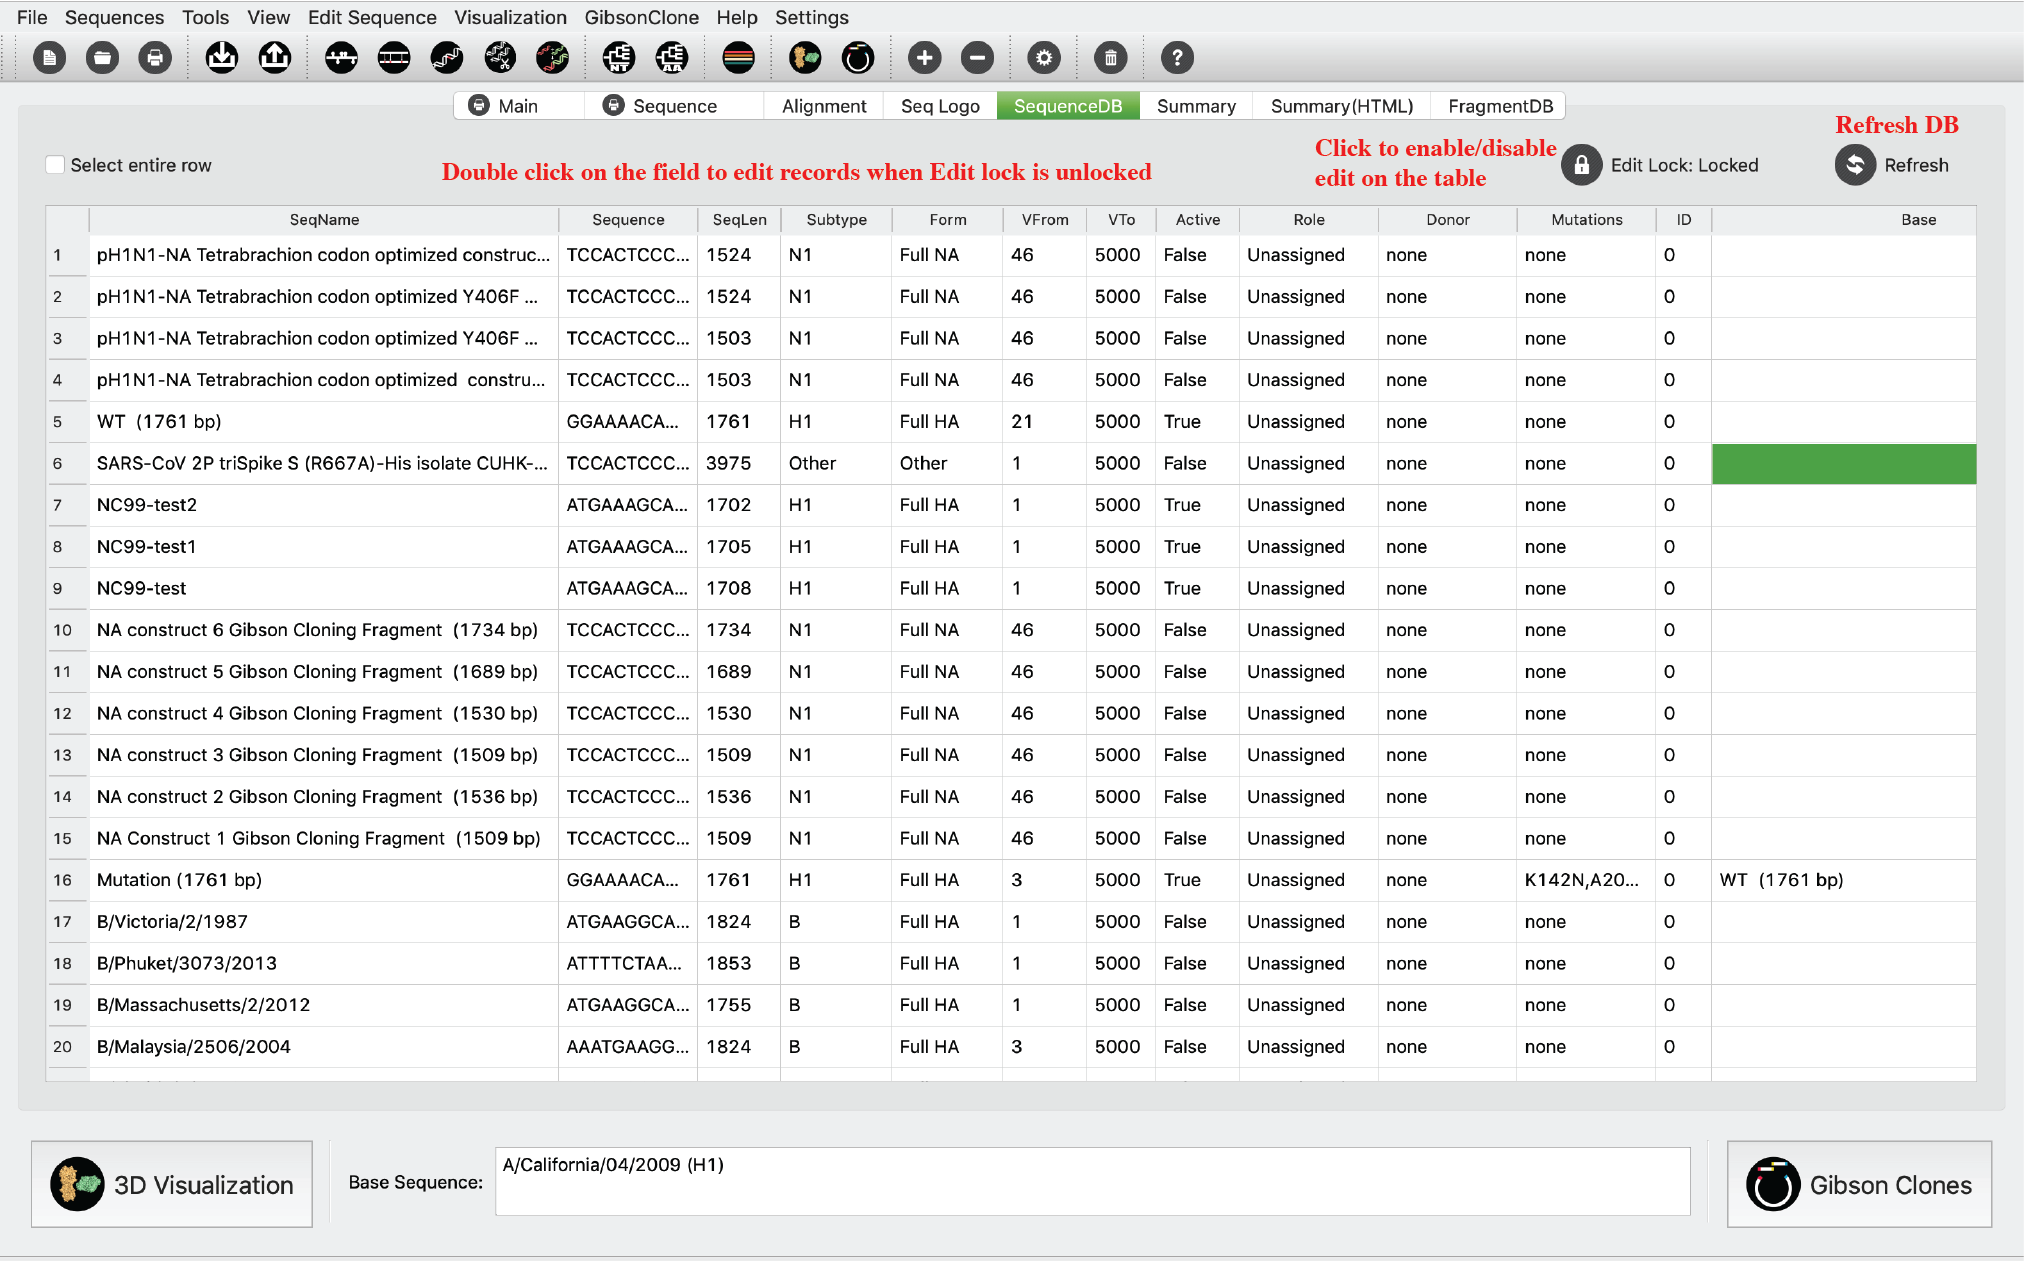 File Sequences Tools View Edit Sequence Visualization GibsonClone Help Settings
NT AA
Main Sequence Alignment Seq Logo SequenceDB Summary Summary(HTML) FragmentDB
Refresh DB
Select entire row
Double click on the field to edit records when Edit lock is unlocked
Click to enable/disable
edit on the table
Edit Lock: Locked
Refresh
SeqName Sequence SeqLen Subtype Form VFrom VTo Active Role Donor Mutations ID Base
1 pH1N1-NA Tetrabrachion codon optimized construc... TCCACTCCC... 1524 N1 Full NA 46 5000 False Unassigned none none 0
2 pH1N1-NA Tetrabrachion codon optimized Y406F ... TCCACTCCC... 1524 N1 Full NA 46 5000 False Unassigned none none 0
3 pH1N1-NA Tetrabrachion codon optimized Y406F ... TCCACTCCC... 1503 N1 Full NA 46 5000 False Unassigned none none 0
4 pH1N1-NA Tetrabrachion codon optimized  constru... TCCACTCCC... 1503 N1 Full NA 46 5000 False Unassigned none none 0
5 WT  (1761 bp) GGAAAACA... 1761 H1 Full HA 21 5000 True Unassigned none none 0
6 SARS-CoV 2P triSpike S (R667A)-His isolate CUHK-... TCCACTCCC... 3975 Other Other 1 5000 False Unassigned none none 0
7 NC99-test2 ATGAAAGCA... 1702 H1 Full HA 1 5000 True Unassigned none none 0
8 NC99-test1 ATGAAAGCA... 1705 H1 Full HA 1 5000 True Unassigned none none 0
9 NC99-test ATGAAAGCA... 1708 H1 Full HA 1 5000 True Unassigned none none 0
10 NA construct 6 Gibson Cloning Fragment  (1734 bp) TCCACTCCC... 1734 N1 Full NA 46 5000 False Unassigned none none 0
11 NA construct 5 Gibson Cloning Fragment  (1689 bp) TCCACTCCC... 1689 N1 Full NA 46 5000 False Unassigned none none 0
12 NA construct 4 Gibson Cloning Fragment  (1530 bp) TCCACTCCC... 1530 N1 Full NA 46 5000 False Unassigned none none 0
13 NA construct 3 Gibson Cloning Fragment  (1509 bp) TCCACTCCC... 1509 N1 Full NA 46 5000 False Unassigned none none 0
14 NA construct 2 Gibson Cloning Fragment  (1536 bp) TCCACTCCC... 1536 N1 Full NA 46 5000 False Unassigned none none 0
15 NA Construct 1 Gibson Cloning Fragment  (1509 bp) TCCACTCCC... 1509 N1 Full NA 46 5000 False Unassigned none none 0
16 Mutation (1761 bp) GGAAAACA... 1761 H1 Full HA 3 5000 True Unassigned none K142N,A20... 0 WT  (1761 bp)
17 B/Victoria/2/1987 ATGAAGGCA... 1824 B Full HA 1 5000 False Unassigned none none 0
18 B/Phuket/3073/2013 ATTTTCTAA... 1853 B Full HA 1 5000 False Unassigned none none 0
19 B/Massachusetts/2/2012 ATGAAGGCA... 1755 B Full HA 1 5000 False Unassigned none none 0
20 B/Malaysia/2506/2004 AAATGAAGG... 1824 B Full HA 3 5000 False Unassigned none none 0
3D Visualization
Base Sequence:
A/California/04/2009 (H1)
Gibson Clones